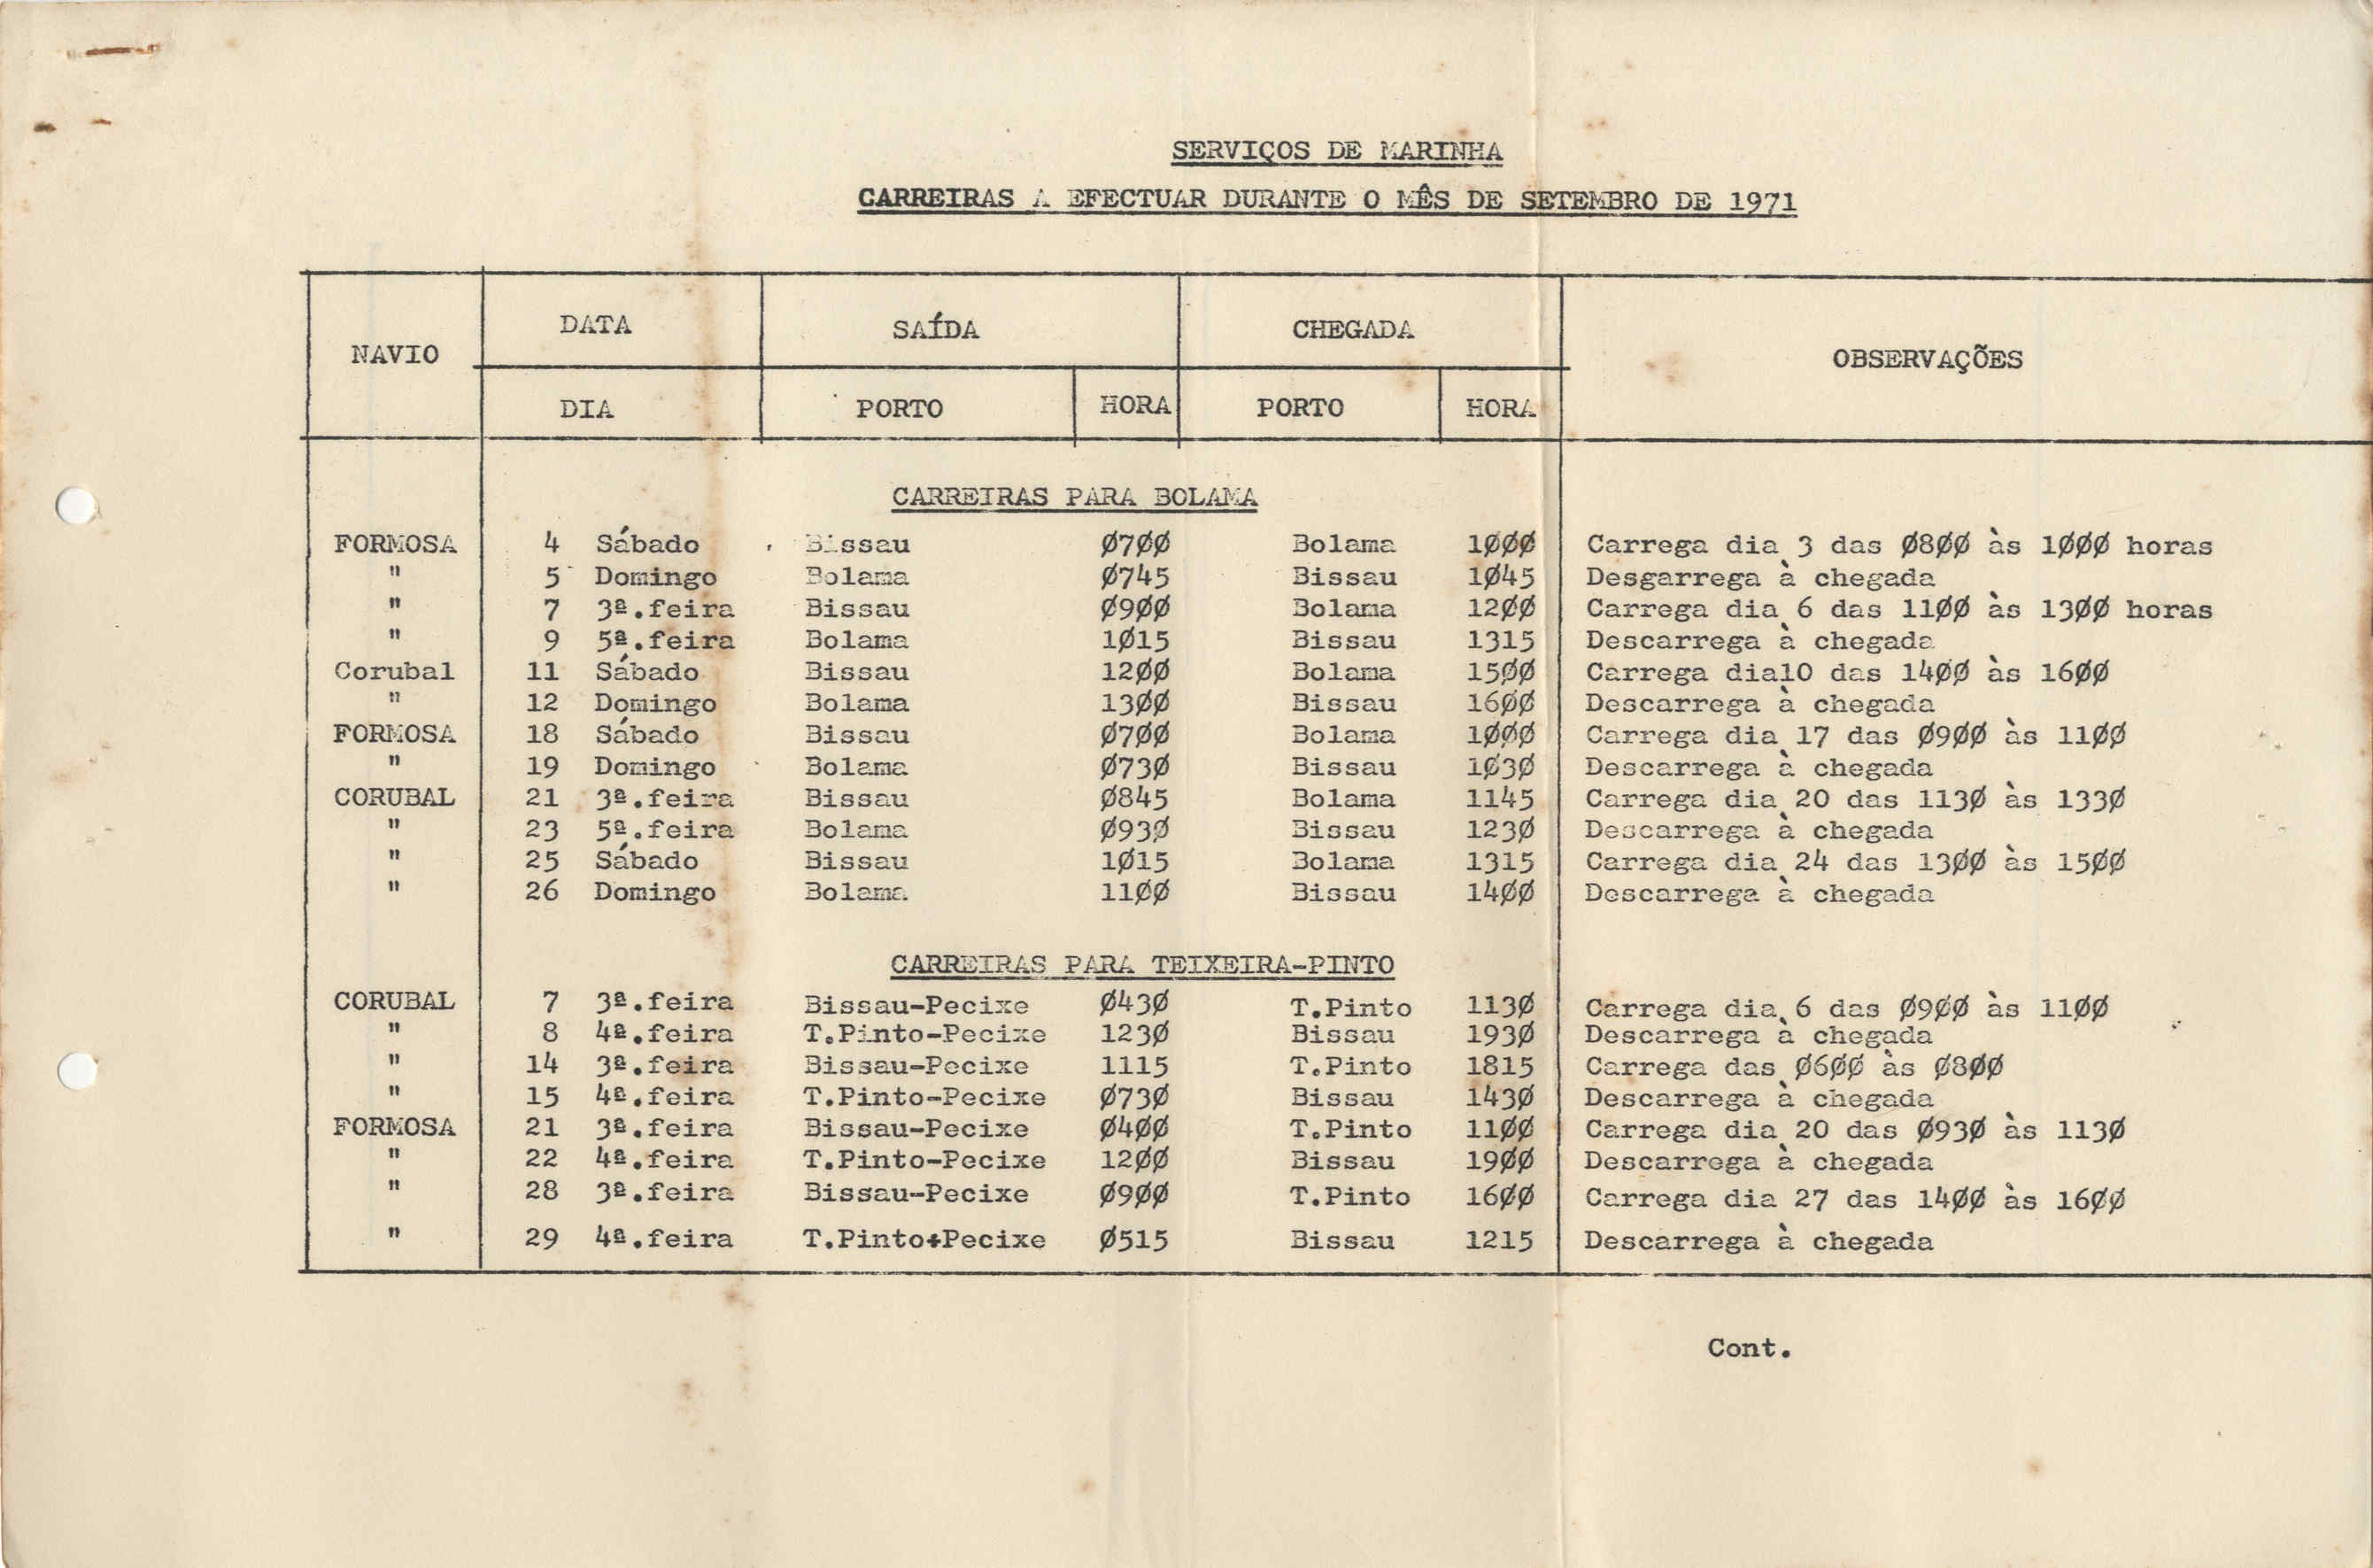 SERVIÇOS DE MARINHA
CARREIRAS A EFECTUAR DURANTE O MÊS DE SETEMBRO DE 1971
NAVIO DATA SAÍDA CHEGADA OBSERVAÇÕES
DIA PORTO HORA PORTO HORA
CARREIRAS PARA BOLAMA
FORMOSA 4 Sábado Bissau Ø7ØØ Bolama 1ØØØ Carrega dia 3 das Ø8ØØ às 1ØØØ horas
" 5 Domingo Bolama Ø745 Bissau 1Ø45 Desgarrega à chegada
" 7 3ª.feira Bissau Ø9ØØ Bolama 12ØØ Carrega dia 6 das 11ØØ às 13ØØ horas
" 9 5ª.feira Bolama 1Ø15 Bissau 1315 Descarrega à chegada
Corubal 11 Sábado Bissau 12ØØ Bolama 15ØØ Carrega dia10 das 14ØØ às 16ØØ
" 12 Domingo Bolama 13ØØ Bissau 16ØØ Descarrega à chegada
FORMOSA 18 Sábado Bissau Ø7ØØ Bolama 1ØØØ Carrega dia 17 das Ø9ØØ às 11ØØ
" 19 Domingo Bolama Ø73Ø Bissau 1Ø3Ø Descarrega à chegada
CORUBAL 21 3ª.feira Bissau Ø845 Bolama 1145 Carrega dia 20 das 113Ø às 133Ø
" 23 5ª.feira Bolama Ø93Ø Bissau 123Ø Descarrega à chegada
" 25 Sábado Bissau 1Ø15 Bolama 1315 Carrega dia 24 das 13ØØ às 15ØØ
" 26 Domingo Bolama 11ØØ Bissau 14ØØ Descarrega à chegada
CARREIRAS PARA TEIXEIRA-PINTO
CORUBAL 7 3ª.feira Bissau-Pecixe Ø43Ø T.Pinto 113Ø Carrega dia 6 das Ø9ØØ às 11ØØ
" 8 4ª.feira T.Pinto-Pecixe 123Ø Bissau 193Ø Descarrega à chegada
" 14 3ª.feira Bissau-Pecixe 1115 T.Pinto 1815 Carrega das Ø6ØØ às Ø8ØØ
" 15 4ª.feira T.Pinto-Pecixe Ø73Ø Bissau 143Ø Descarrega à chegada
FORMOSA 21 3ª.feira Bissau-Pecixe Ø4ØØ T.Pinto 11ØØ Carrega dia 20 das Ø93Ø às 113Ø
" 22 4ª.feira T.Pinto-Pecixe 12ØØ Bissau 19ØØ Descarrega à chegada
" 28 3ª.feira Bissau-Pecixe Ø9ØØ T.Pinto 16ØØ Carrega dia 27 das 14ØØ às 16ØØ
" 29 4ª.feira T.Pinto+Pecixe Ø515 Bissau 1215 Descarrega à chegada
Cont.